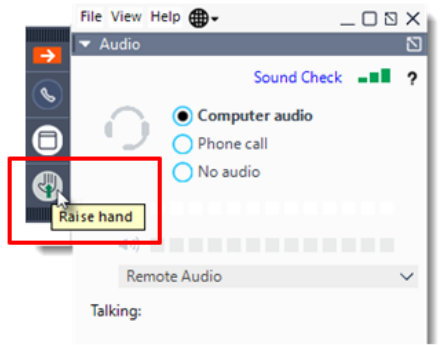 File View Help
Audio
Sound Check ?
Computer audio
Phone call
No audio
Raise hand
Remote Audio
Talking: